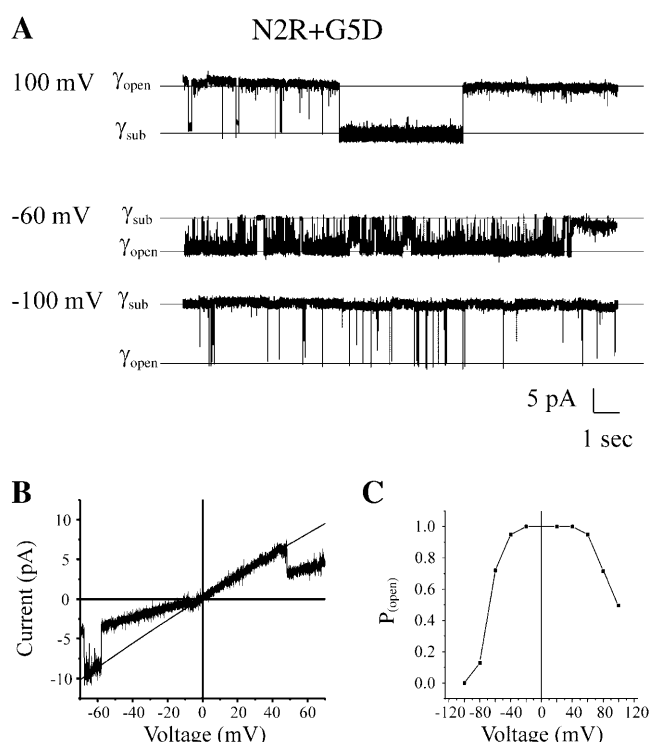 A
N2R+G5D
100 mV
γopen
γsub
-60 mV
γsub
γopen
-100 mV
γsub
γopen
5 pA
1 sec
B
Current (pA)
10
5
0
-5
-10
-60 -40 -20 0 20 40 60
Voltage (mV)
C
P(open)
1.0
0.8
0.6
0.4
0.2
0.0
-120 -80 -40 0 40 80 120
Voltage (mV)